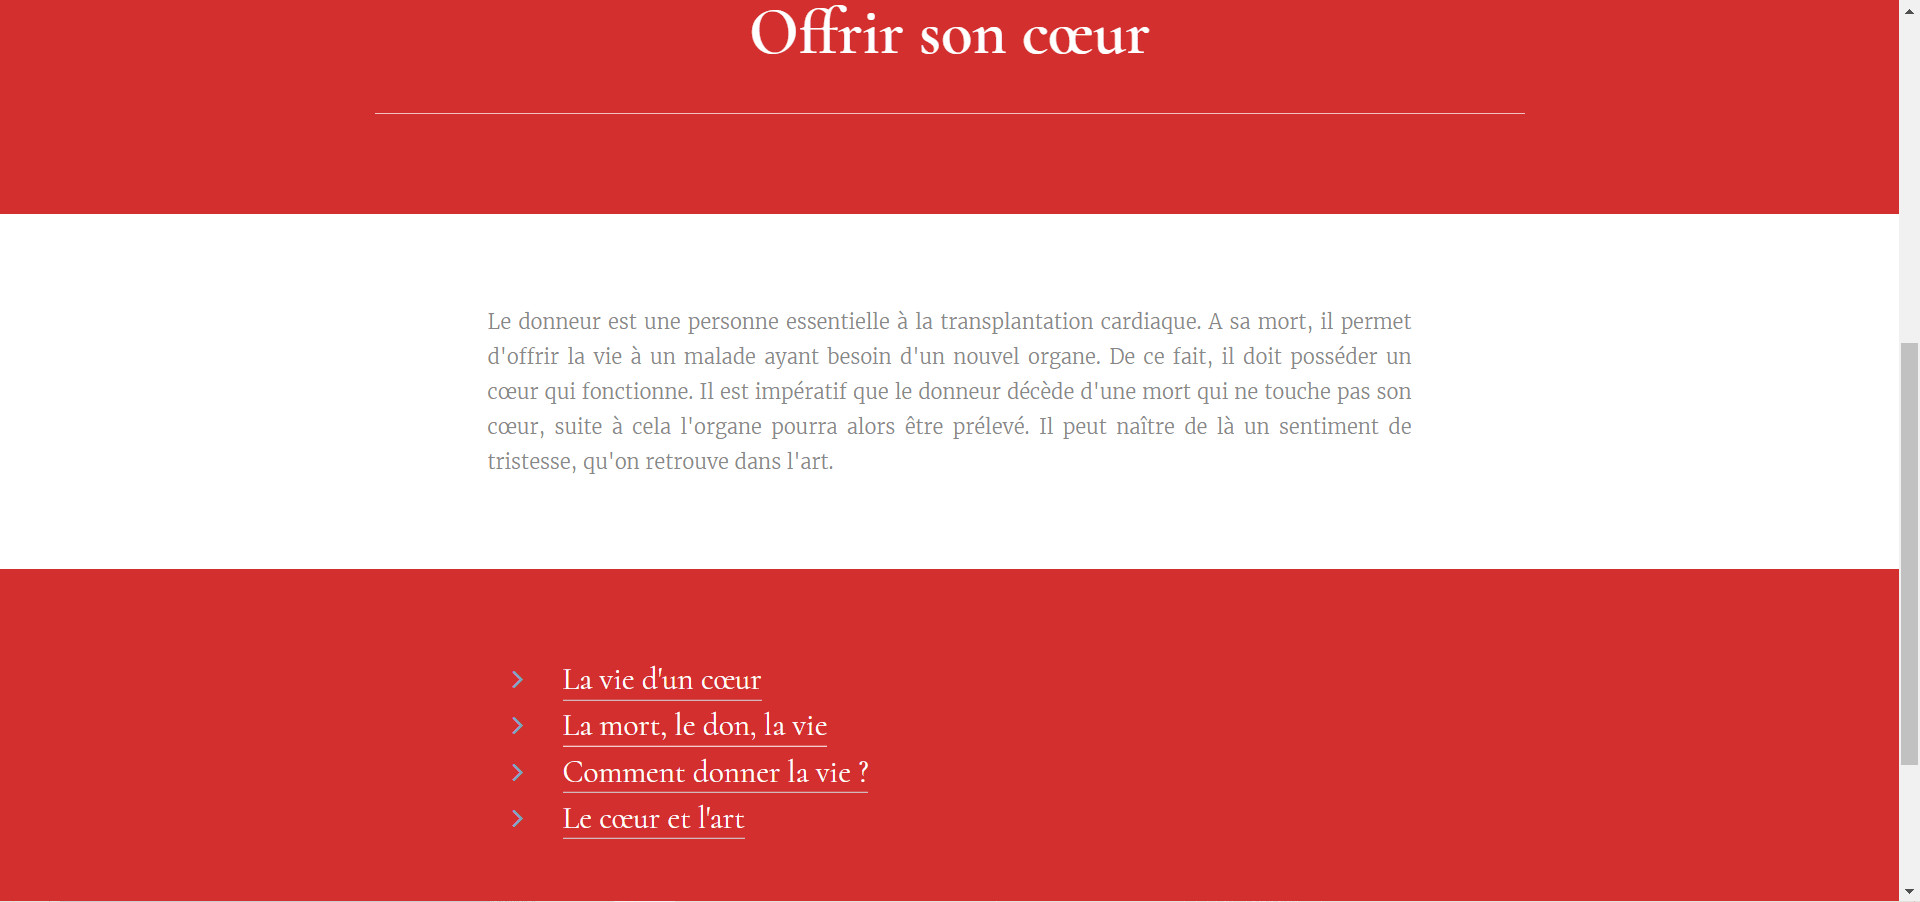 Offrir son cœur
Le donneur est une personne essentielle à la transplantation cardiaque. A sa mort, il permet
d'offrir la vie à un malade ayant besoin d'un nouvel organe. De ce fait, il doit posséder un
cœur qui fonctionne. Il est impératif que le donneur décède d'une mort qui ne touche pas son
cœur, suite à cela l'organe pourra alors être prélevé. Il peut naître de là un sentiment de
tristesse, qu'on retrouve dans l'art.
La vie d'un cœur
La mort, le don, la vie
Comment donner la vie ?
Le cœur et l'art